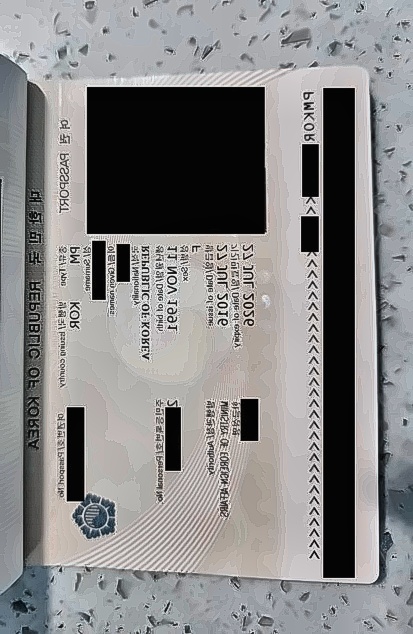 대한민국 REPUBLIC OF KOREA
여권 PASSPORT
종류/Type 발행국/Issuing country 여권번호/Passport No.
PM KOR
성/Surname
이름/Given names
국적/Nationality
REPUBLIC OF KOREA
생년월일/Date of birth 주민등록번호/Personal No.
11 NOV 1991 2
성별/Sex
F
발급일/Date of issue 발행관청/Authority
27 JUL 2016 MINISTRY OF FOREIGN AFFAIRS
기간만료일/Date of expiry 한글성명
27 JUL 2026
PMKOR << <<<<<<<<<<<<<<<<<<<<<<<